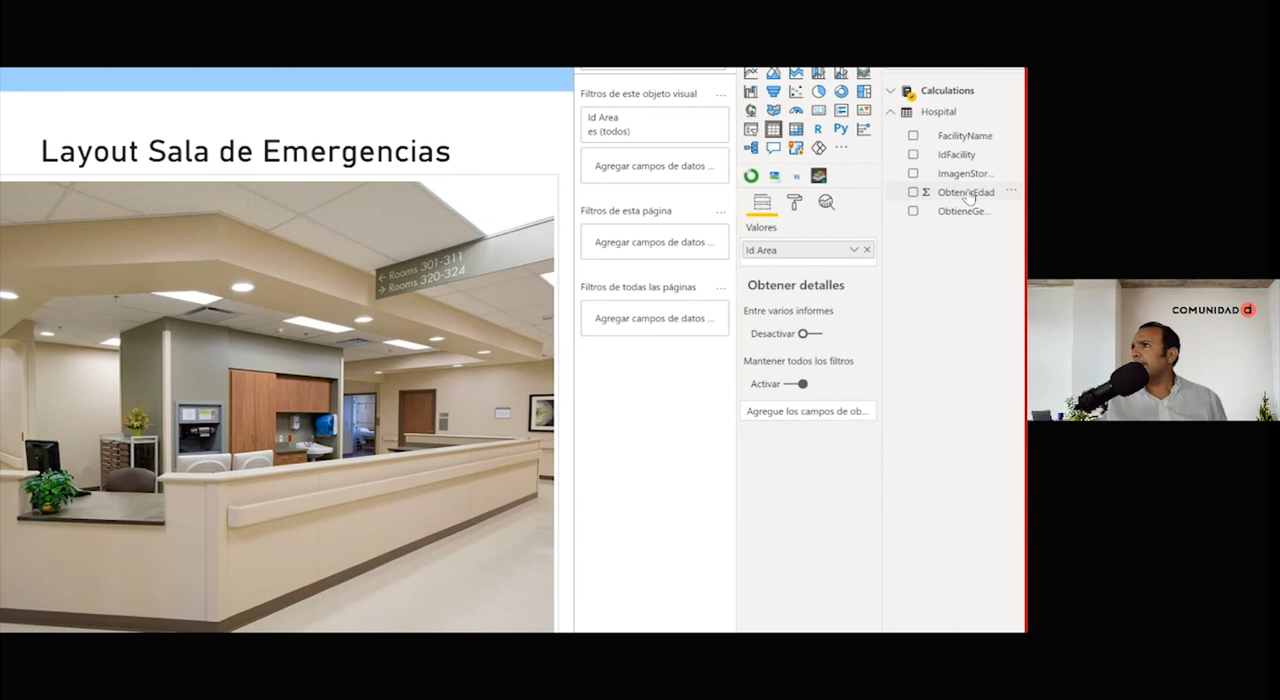 Layout Sala de Emergencias
← Rooms 301-311
→ Rooms 320-324
Filtros de este objeto visual ...
Id Area
es (todos)
Agregar campos de datos ...
Filtros de esta página ...
Agregar campos de datos ...
Filtros de todas las páginas ...
Agregar campos de datos ...
R
Py
...
Valores
Id Area
Obtener detalles
Entre varios informes
Desactivar
Mantener todos los filtros
Activar
Agregue los campos de ob...
Calculations
Hospital
FacilityName
IdFacility
ImagenStor...
Σ ObtenirEdad ...
ObtieneGe...
COMUNIDAD d